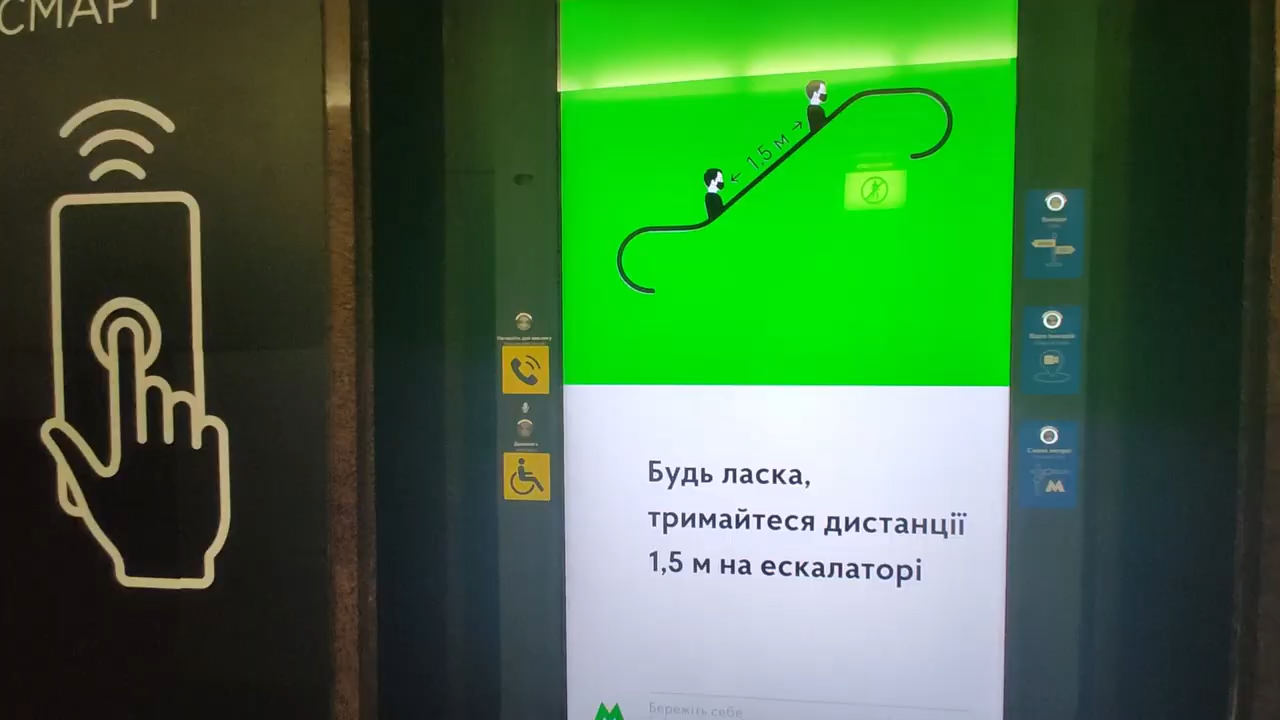 СМАРТ
1,5 м
Будь ласка,
тримайтеся дистанції
1,5 м на ескалаторі
Бережіть себе